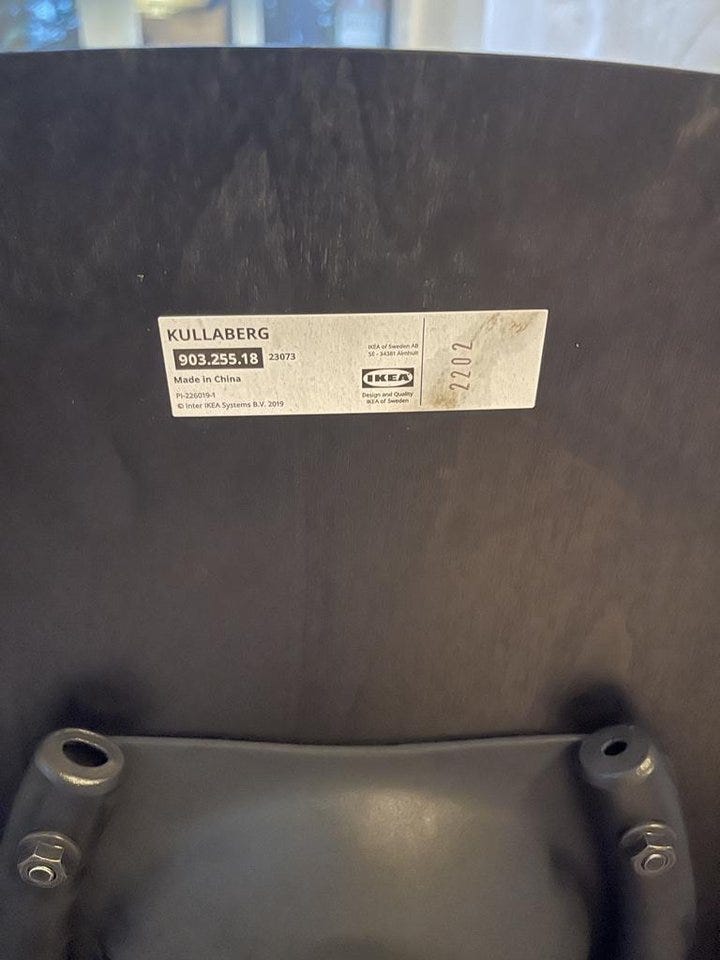 KULLABERG
903.255.18 23073
Made in China
PI-226019-1
© Inter IKEA Systems B.V. 2019
IKEA of Sweden AB
SE - 34381 Älmhult
IKEA
Design and Quality
IKEA of Sweden
2202